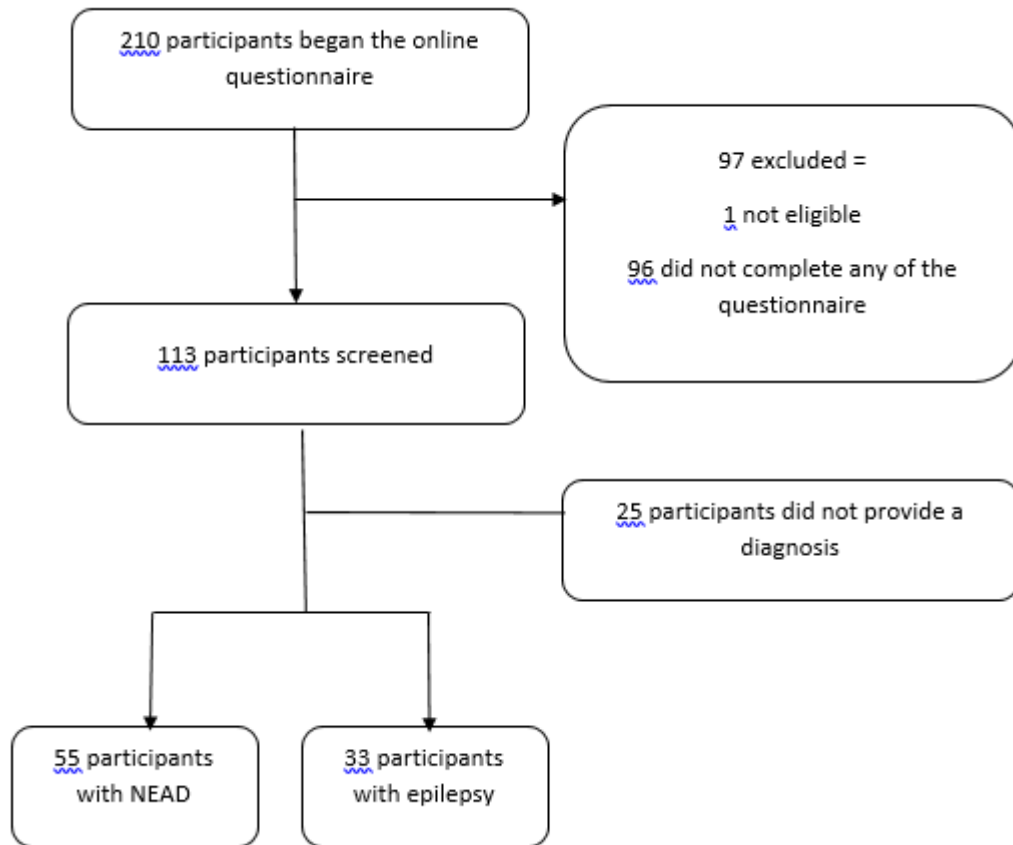 210 participants began the online
questionnaire
97 excluded =
1 not eligible
96 did not complete any of the
questionnaire
113 participants screened
25 participants did not provide a
diagnosis
55 participants
with NEAD
33 participants
with epilepsy